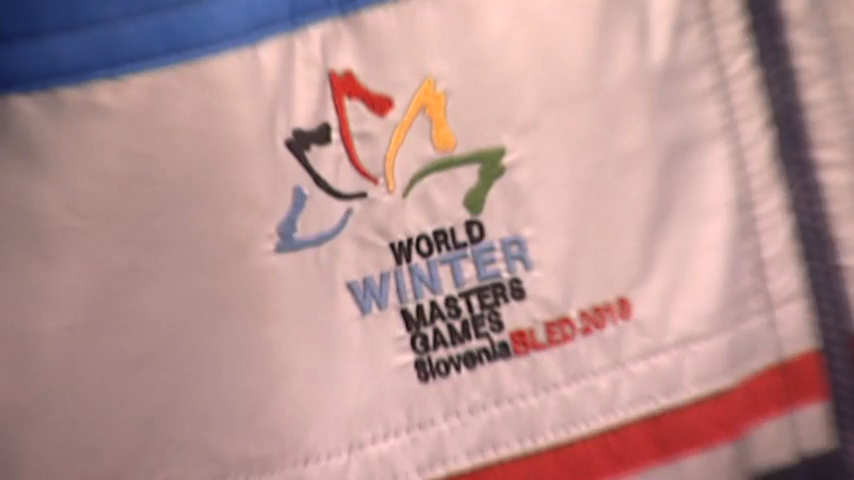 WORLD
WINTER
MASTERS
GAMES
SloveniaBLED 2010